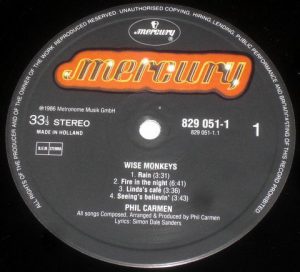 mercury
mercury
℗1986 Metronome Musik GmbH
33⅓ STEREO
MADE IN HOLLAND
829 051-1
829 051-1.1
1
STEMRA
WISE MONKEYS
1. Rain (3:31)
2. Fire in the night (6:41)
3. Linda's café (3:36)
4. Seeing's believin' (3:43)
PHIL CARMEN
All songs Composed, Arranged & Produced by Phil Carmen
Lyrics: Simon Dale Sanders
ALL RIGHTS OF THE PRODUCER AND OF THE OWNER OF THE WORK REPRODUCED RESERVED. UNAUTHORISED COPYING, HIRING, LENDING, PUBLIC PERFORMANCE AND BROADCASTING OF THIS RECORD PROHIBITED